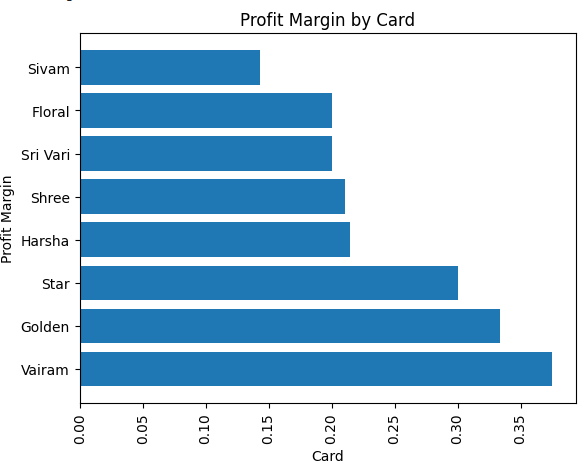 Profit Margin by Card
Sivam
Floral
Sri Vari
Shree
Harsha
Star
Golden
Vairam
Profit Margin
0.00 0.05 0.10 0.15 0.20 0.25 0.30 0.35
Card